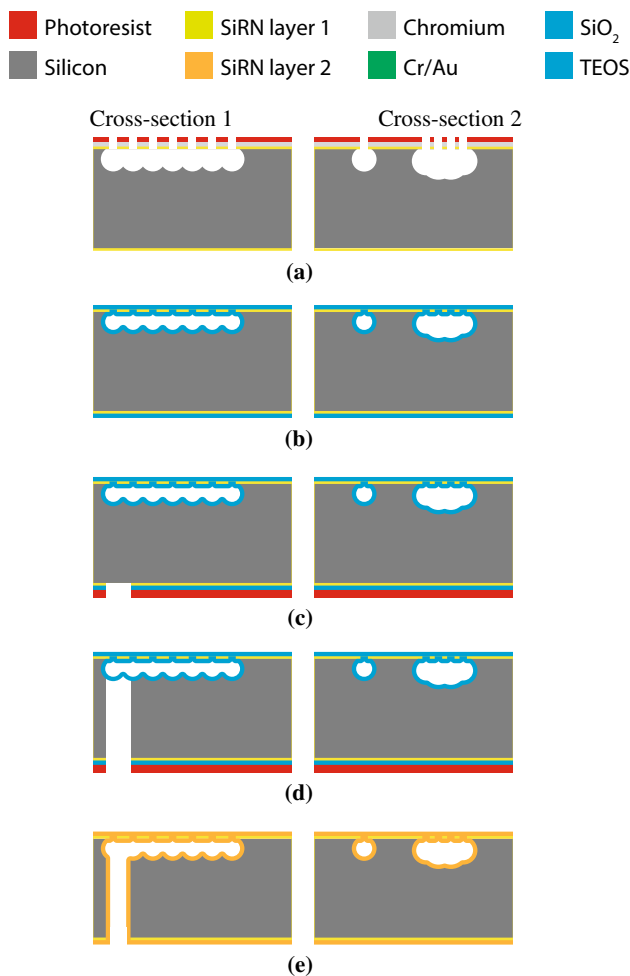 Photoresist SiRN layer 1 Chromium SiO₂
Silicon SiRN layer 2 Cr/Au TEOS
Cross-section 1 Cross-section 2
(a)
(b)
(c)
(d)
(e)